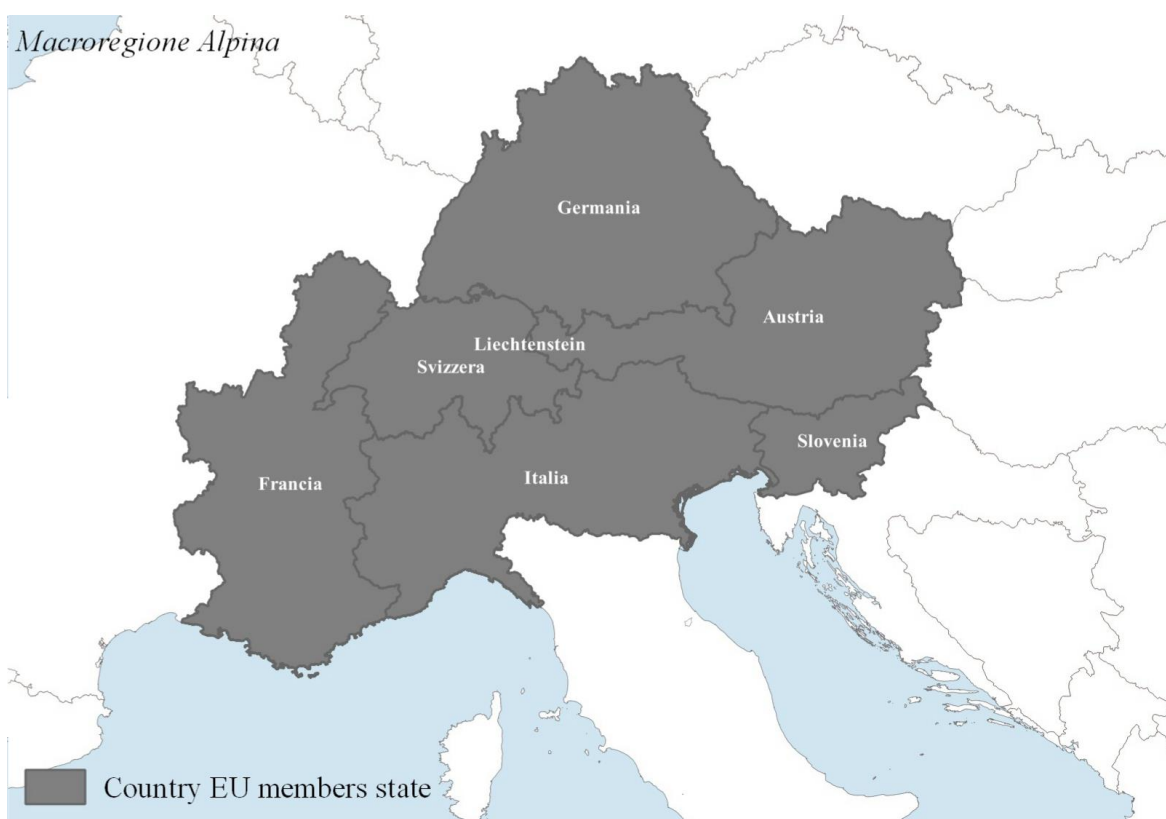 Macroregione Alpina
Germania
Austria
Liechtenstein
Svizzera
Slovenia
Italia
Francia
Country EU members state